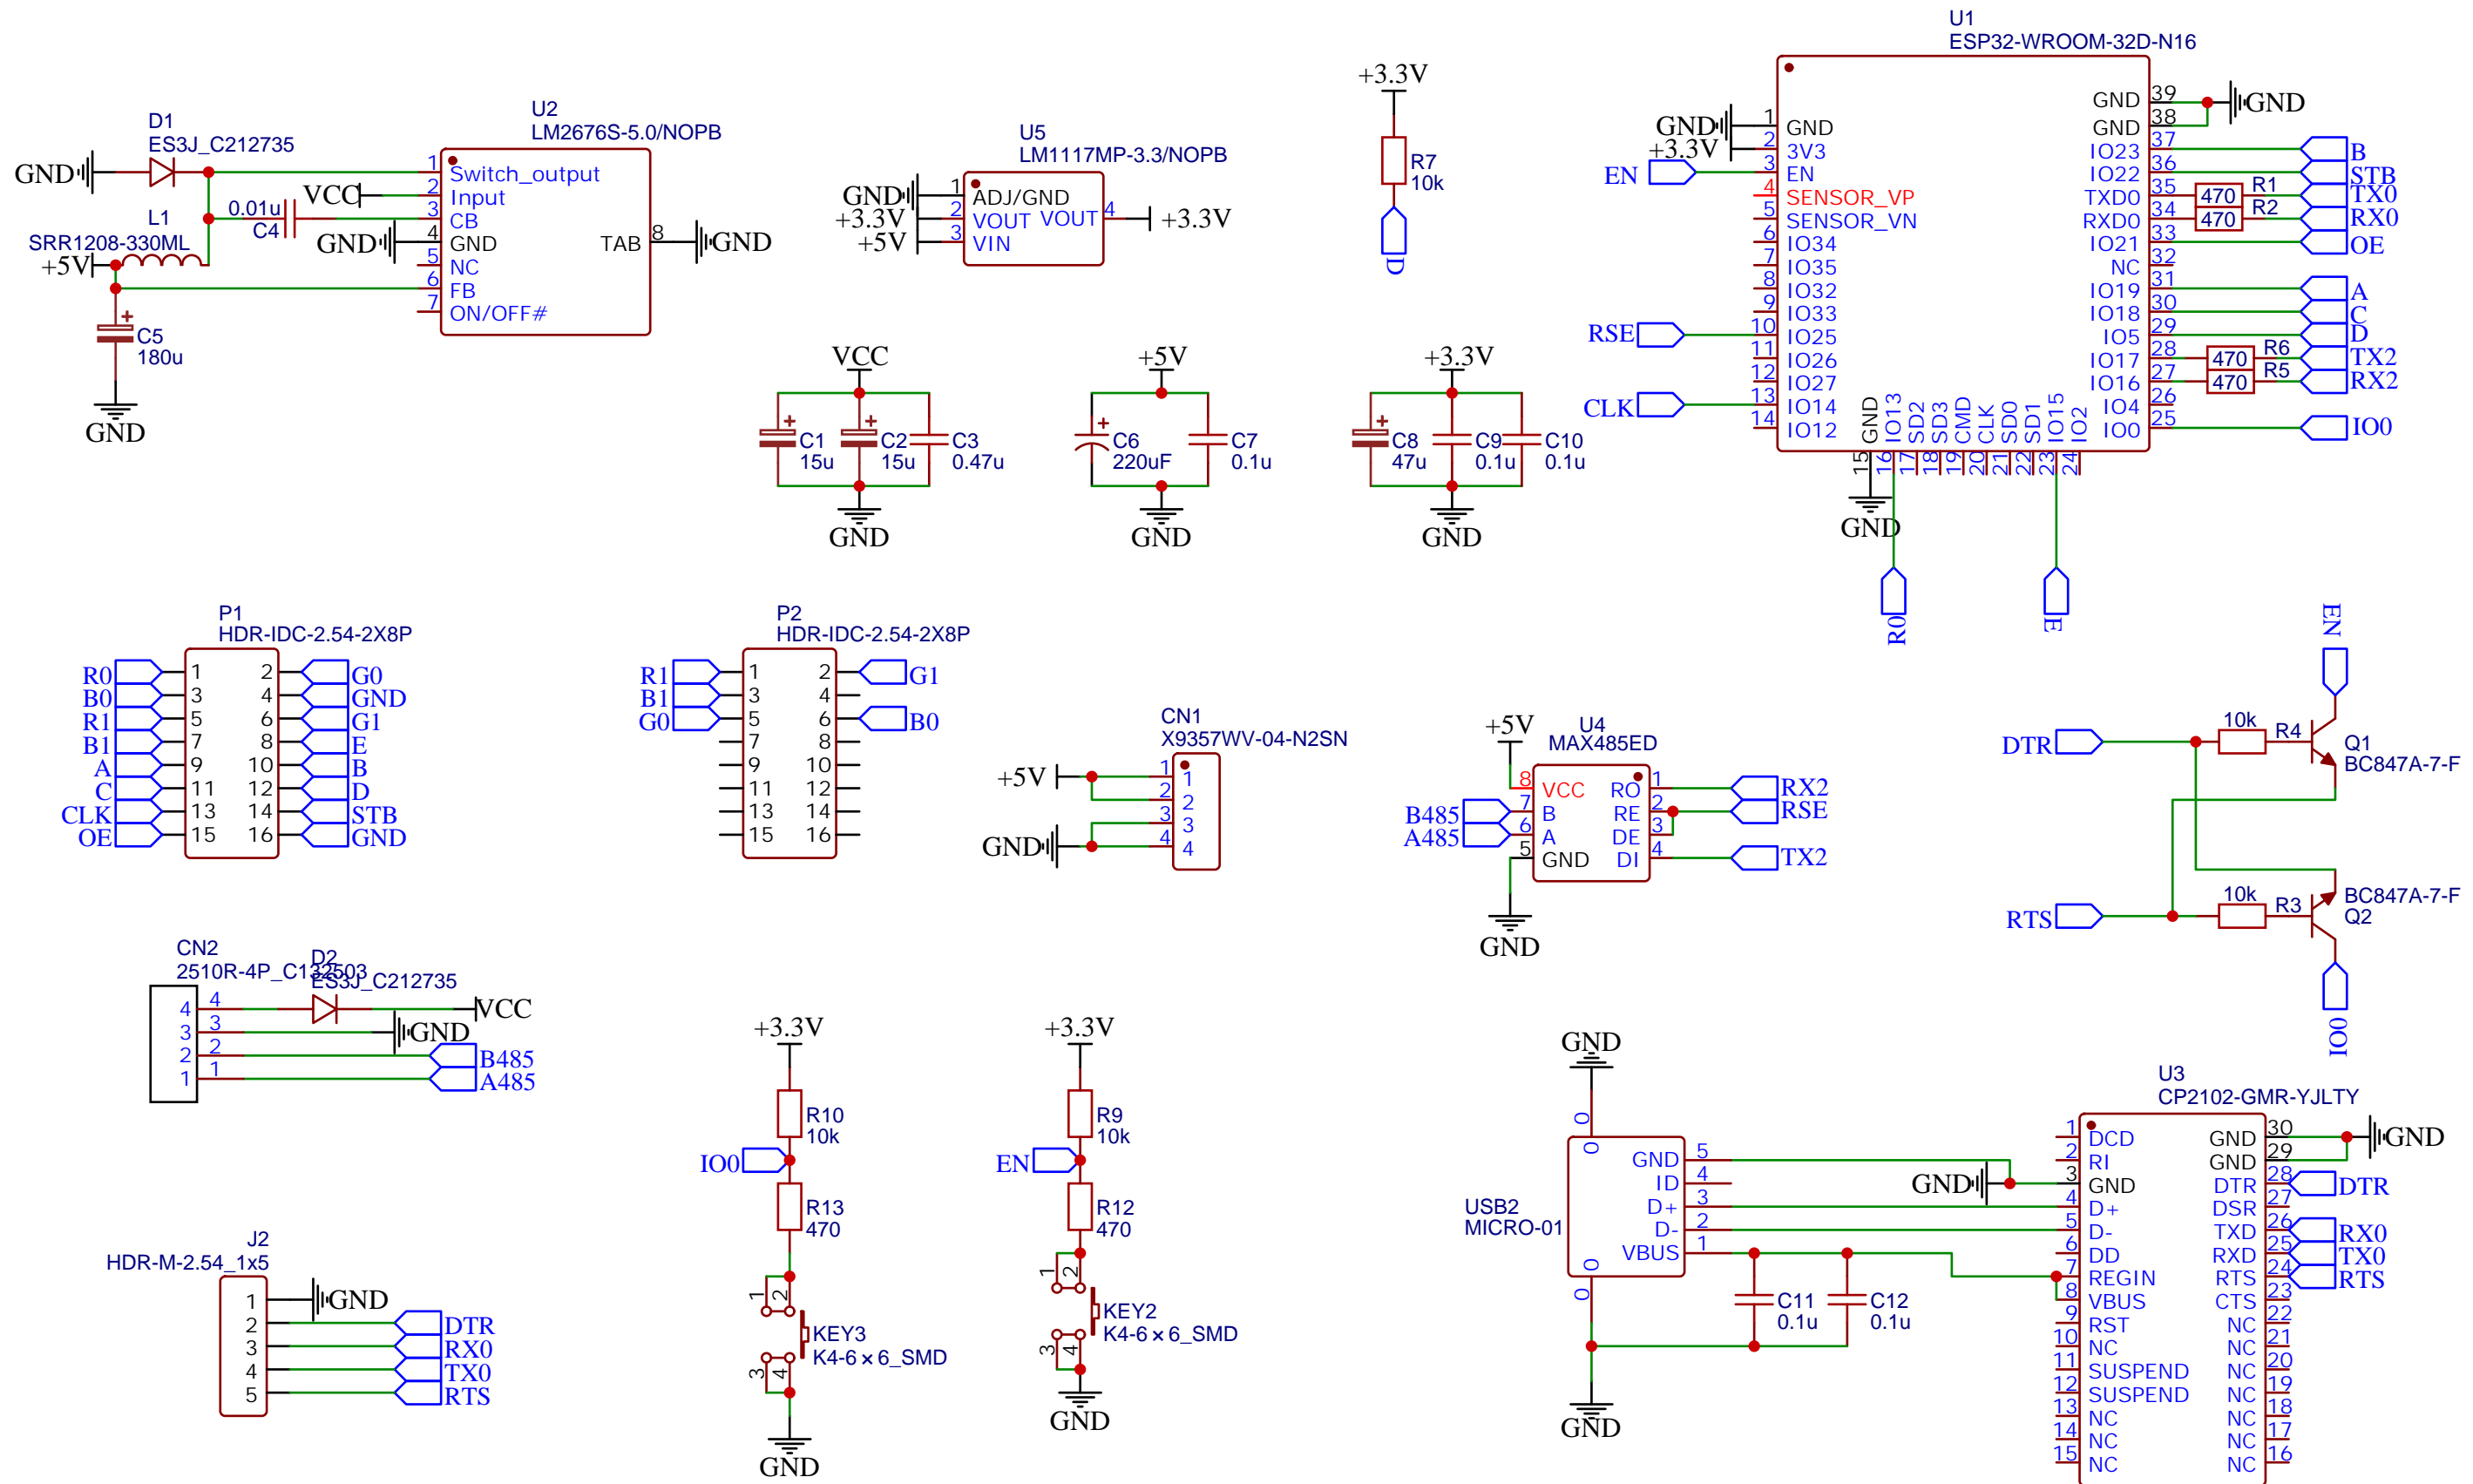 D1
ES3J_C212735
GND
L1
SRR1208-330ML
+5V
0.01u
C4
VCC
GND
C5
180u
GND
U2
LM2676S-5.0/NOPB
1 Switch_output
2 Input
3 CB
4 GND
5 NC
6 FB
7 ON/OFF#
TAB 8
GND
U5
LM1117MP-3.3/NOPB
GND 1 ADJ/GND
+3.3V 2 VOUT
+5V 3 VIN
VOUT 4 +3.3V
+3.3V
R7
10k
D
VCC
C1
15u
C2
15u
C3
0.47u
GND
+5V
C6
220uF
C7
0.1u
GND
+3.3V
C8
47u
C9
0.1u
C10
0.1u
GND
U1
ESP32-WROOM-32D-N16
GND 1 GND
+3.3V 2 3V3
EN 3 EN
4 SENSOR_VP
5 SENSOR_VN
6 IO34
7 IO35
8 IO32
9 IO33
RSE 10 IO25
11 IO26
12 IO27
CLK 13 IO14
14 IO12
GND 15 GND
IO13 16 R0
SD2 17
SD3 18
CMD 19
CLK 20
SD0 21
SD1 22
IO15 23 E
IO2 24
GND 39 GND
GND 38
IO23 37 B
IO22 36 STB
TXD0 35 470 R1 TX0
RXD0 34 470 R2 RX0
IO21 33 OE
NC 32
IO19 31 A
IO18 30 C
IO5 29 D
IO17 28 470 R6 TX2
IO16 27 470 R5 RX2
IO4 26
IO0 25 IO0
P1
HDR-IDC-2.54-2X8P
R0 1 2 G0
B0 3 4 GND
R1 5 6 G1
B1 7 8 E
A 9 10 B
C 11 12 D
CLK 13 14 STB
OE 15 16 GND
P2
HDR-IDC-2.54-2X8P
R1 1 2 G1
B1 3 4
G0 5 6 B0
7 8
9 10
11 12
13 14
15 16
CN1
X9357WV-04-N2SN
+5V
GND
1 1
2 2
3 3
4 4
U4
MAX485ED
+5V
8 VCC RO 1 RX2
B485 7 B RE 2 RSE
A485 6 A DE 3
5 GND DI 4 TX2
GND
EN
DTR 10k R4
Q1
BC847A-7-F
RTS 10k R3
BC847A-7-F
Q2
IO0
CN2
2510R-4P_C132503
D2
ES3J_C212735
4 4 VCC
3 3 GND
2 2 B485
1 1 A485
J2
HDR-M-2.54_1x5
1 GND
2 DTR
3 RX0
4 TX0
5 RTS
+3.3V
R10
10k
IO0
R13
470
1 2
KEY3
K4-6×6_SMD
3 4
GND
+3.3V
R9
10k
EN
R12
470
1 2
KEY2
K4-6×6_SMD
3 4
GND
GND
0
0
USB2
MICRO-01
GND 5
ID 4
D+ 3
D- 2
VBUS 1
0
0
GND
C11
0.1u
C12
0.1u
GND
U3
CP2102-GMR-YJLTY
1 DCD
2 RI
3 GND
4 D+
5 D-
6 DD
7 REGIN
8 VBUS
9 RST
10 NC
11 SUSPEND
12 SUSPEND
13 NC
14 NC
15 NC
GND 30 GND
GND 29
DTR 28 DTR
DSR 27
TXD 26 RX0
RXD 25 TX0
RTS 24 RTS
CTS 23
NC 22
NC 21
NC 20
NC 19
NC 18
NC 17
NC 16